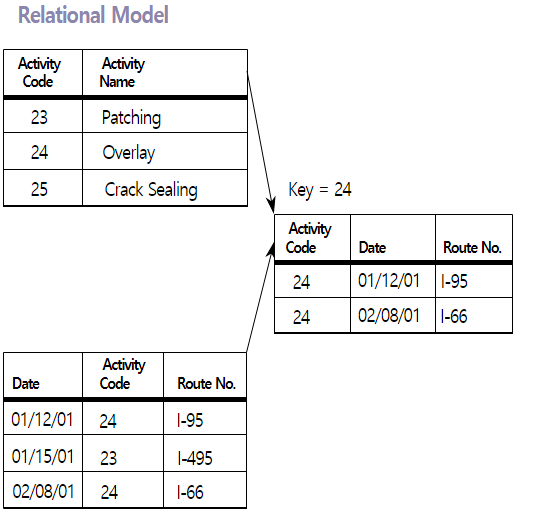 Relational Model
Activity Code Activity Name
23 Patching
24 Overlay
25 Crack Sealing
Key = 24
Activity Code Date Route No.
24 01/12/01 I-95
24 02/08/01 I-66
Date Activity Code Route No.
01/12/01 24 I-95
01/15/01 23 I-495
02/08/01 24 I-66